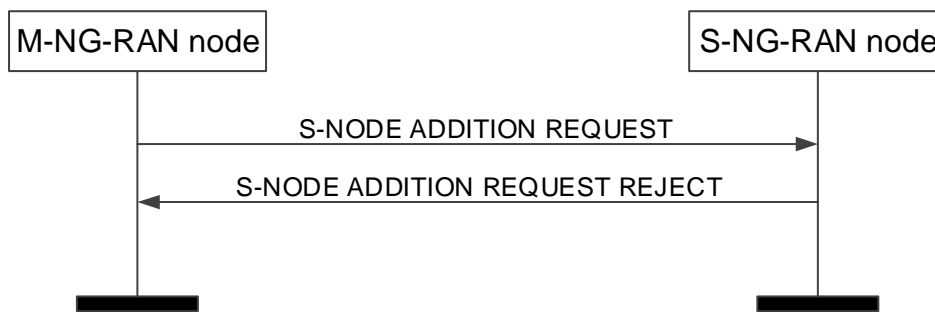 M-NG-RAN node
S-NG-RAN node
S-NODE ADDITION REQUEST
S-NODE ADDITION REQUEST REJECT